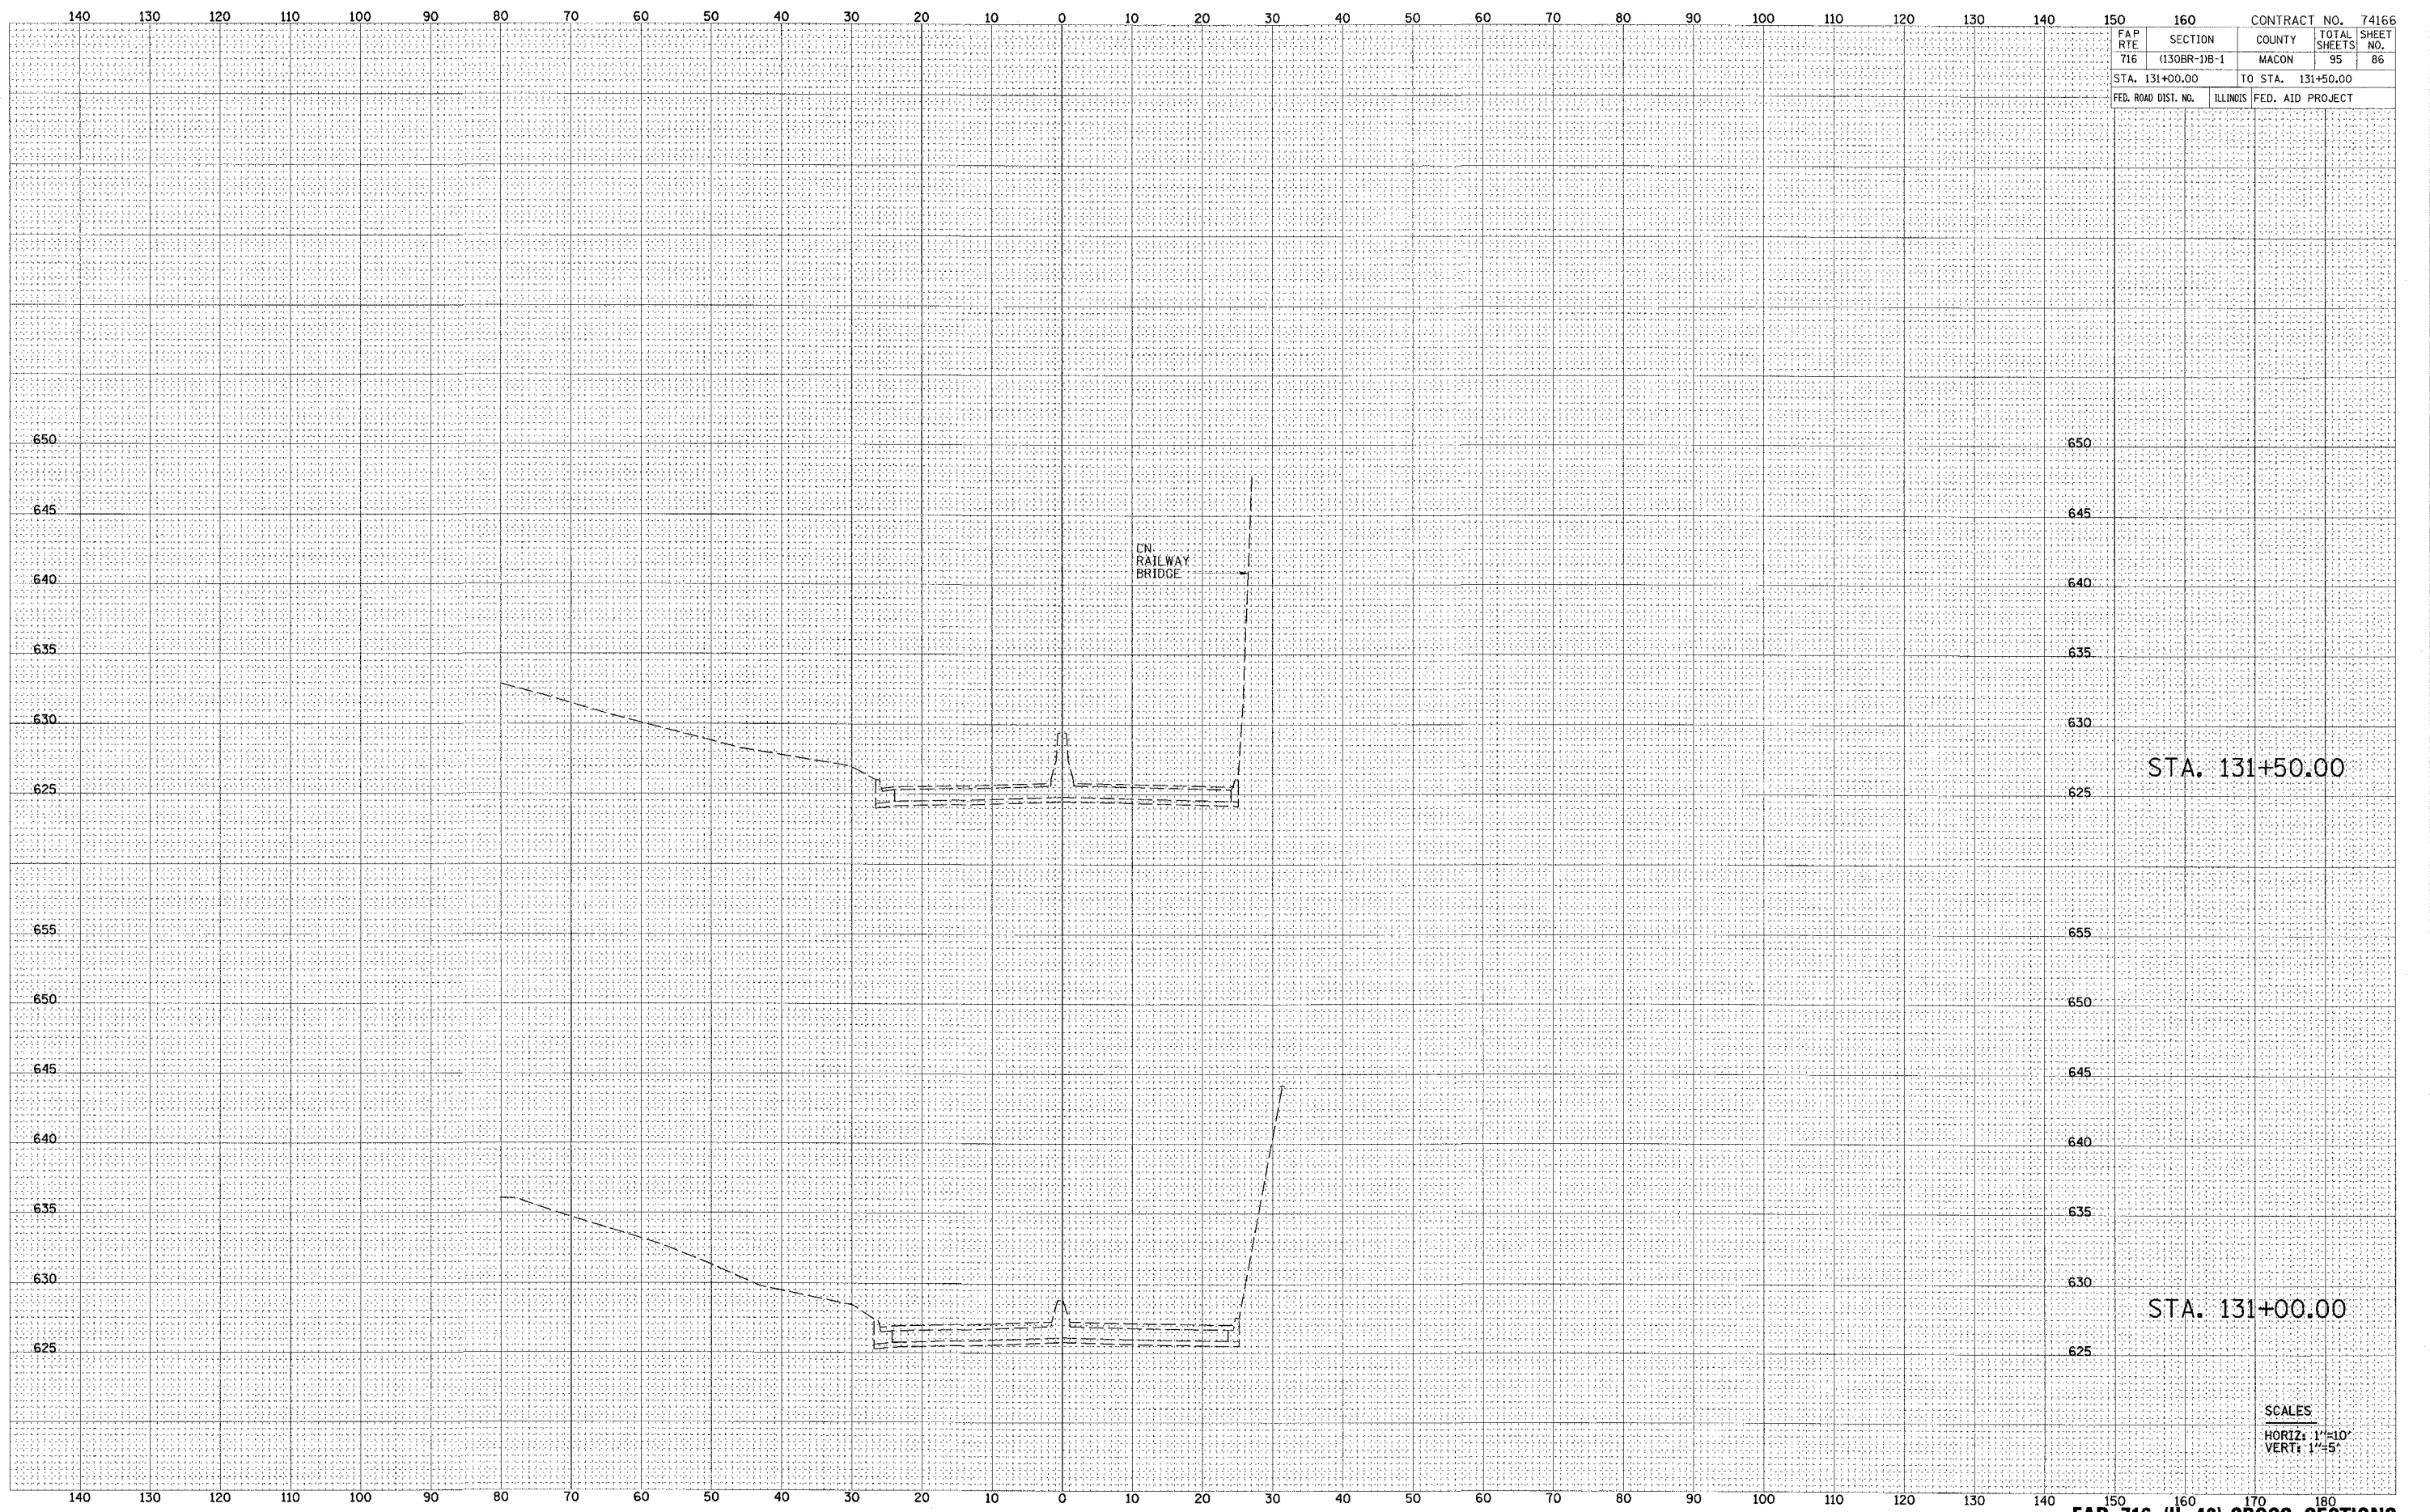 140 130 120 110 100 90 80 70 60 50 40 30 20 10 0 10 20 30 40 50 60 70 80 90 100 110 120 130 140 150 160 CONTRACT NO. 74166
FAP RTE SECTION COUNTY TOTAL SHEETS SHEET NO.
716 (130BR-1)B-1 MACON 95 86
STA. 131+00.00 TO STA. 131+50.00
FED. ROAD DIST. NO. ILLINOIS FED. AID PROJECT
650 650
645 645
CN
RAILWAY
BRIDGE
640 640
635 635
630 630
STA. 131+50.00
625 625
655 655
650 650
645 645
640 640
635 635
630 630
STA. 131+00.00
625 625
SCALES
HORIZ: 1"=10'
VERT: 1"=5'
140 130 120 110 100 90 80 70 60 50 40 30 20 10 0 10 20 30 40 50 60 70 80 90 100 110 120 130 140 150 160 170 180